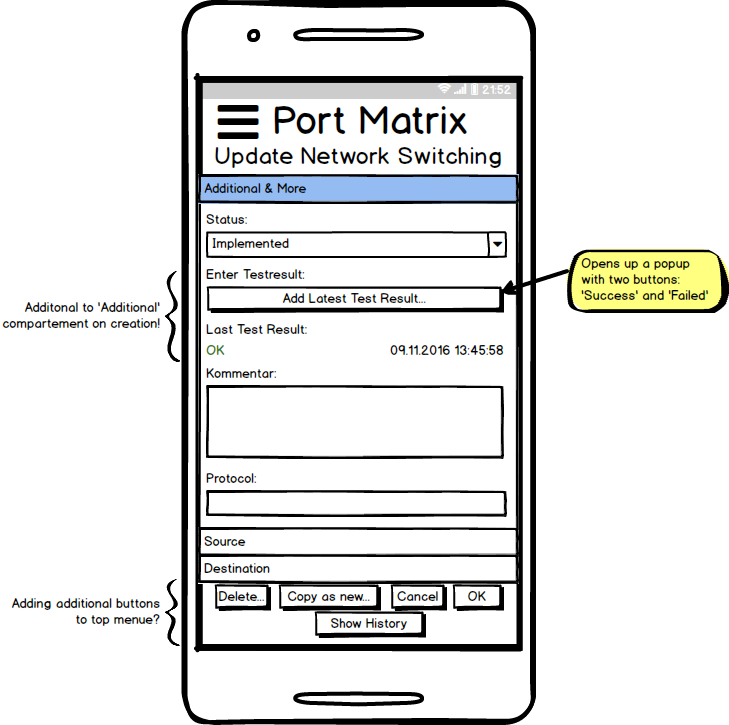 21:52
Port Matrix
Update Network Switching
Additional & More
Status:
Implemented
Enter Testresult:
Add Latest Test Result...
Opens up a popup
with two buttons:
'Success' and 'Failed'
Additonal to 'Additional'
compartement on creation!
Last Test Result:
OK 09.11.2016 13:45:58
Kommentar:
Protocol:
Source
Destination
Adding additional buttons
to top menue?
Delete... Copy as new... Cancel OK
Show History